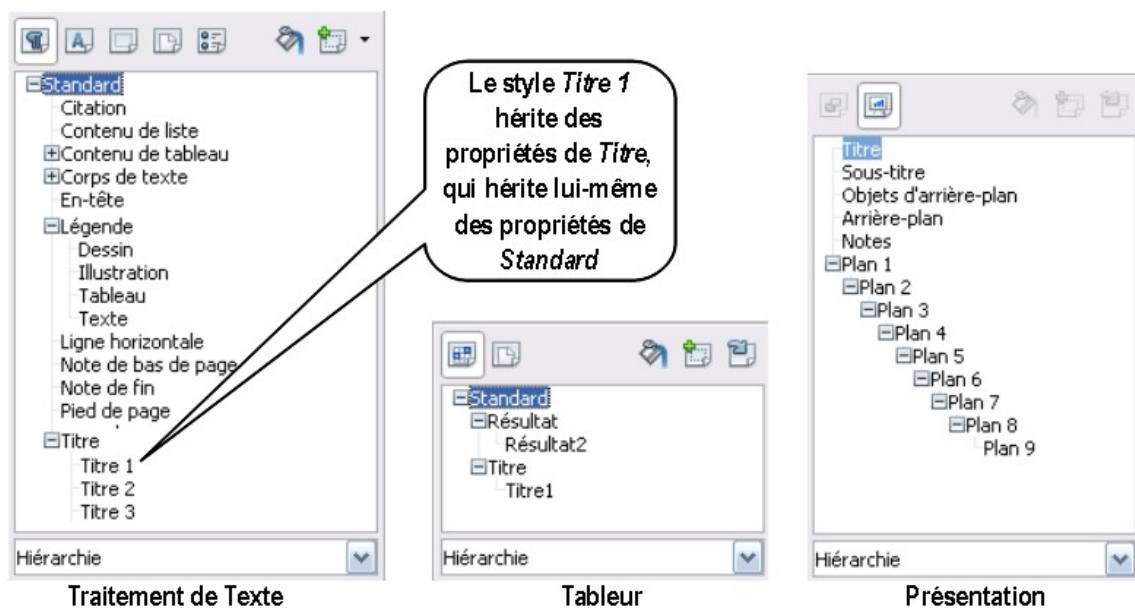 Standard
Citation
Contenu de liste
Contenu de tableau
Corps de texte
En-tête
Légende
Dessin
Illustration
Tableau
Texte
Ligne horizontale
Note de bas de page
Note de fin
Pied de page
Titre
Titre 1
Titre 2
Titre 3
Hiérarchie
Traitement de Texte
Le style Titre 1
hérite des
propriétés de Titre,
qui hérite lui-même
des propriétés de
Standard
Standard
Résultat
Résultat2
Titre
Titre1
Hiérarchie
Tableur
Titre
Sous-titre
Objets d'arrière-plan
Arrière-plan
Notes
Plan 1
Plan 2
Plan 3
Plan 4
Plan 5
Plan 6
Plan 7
Plan 8
Plan 9
Hiérarchie
Présentation